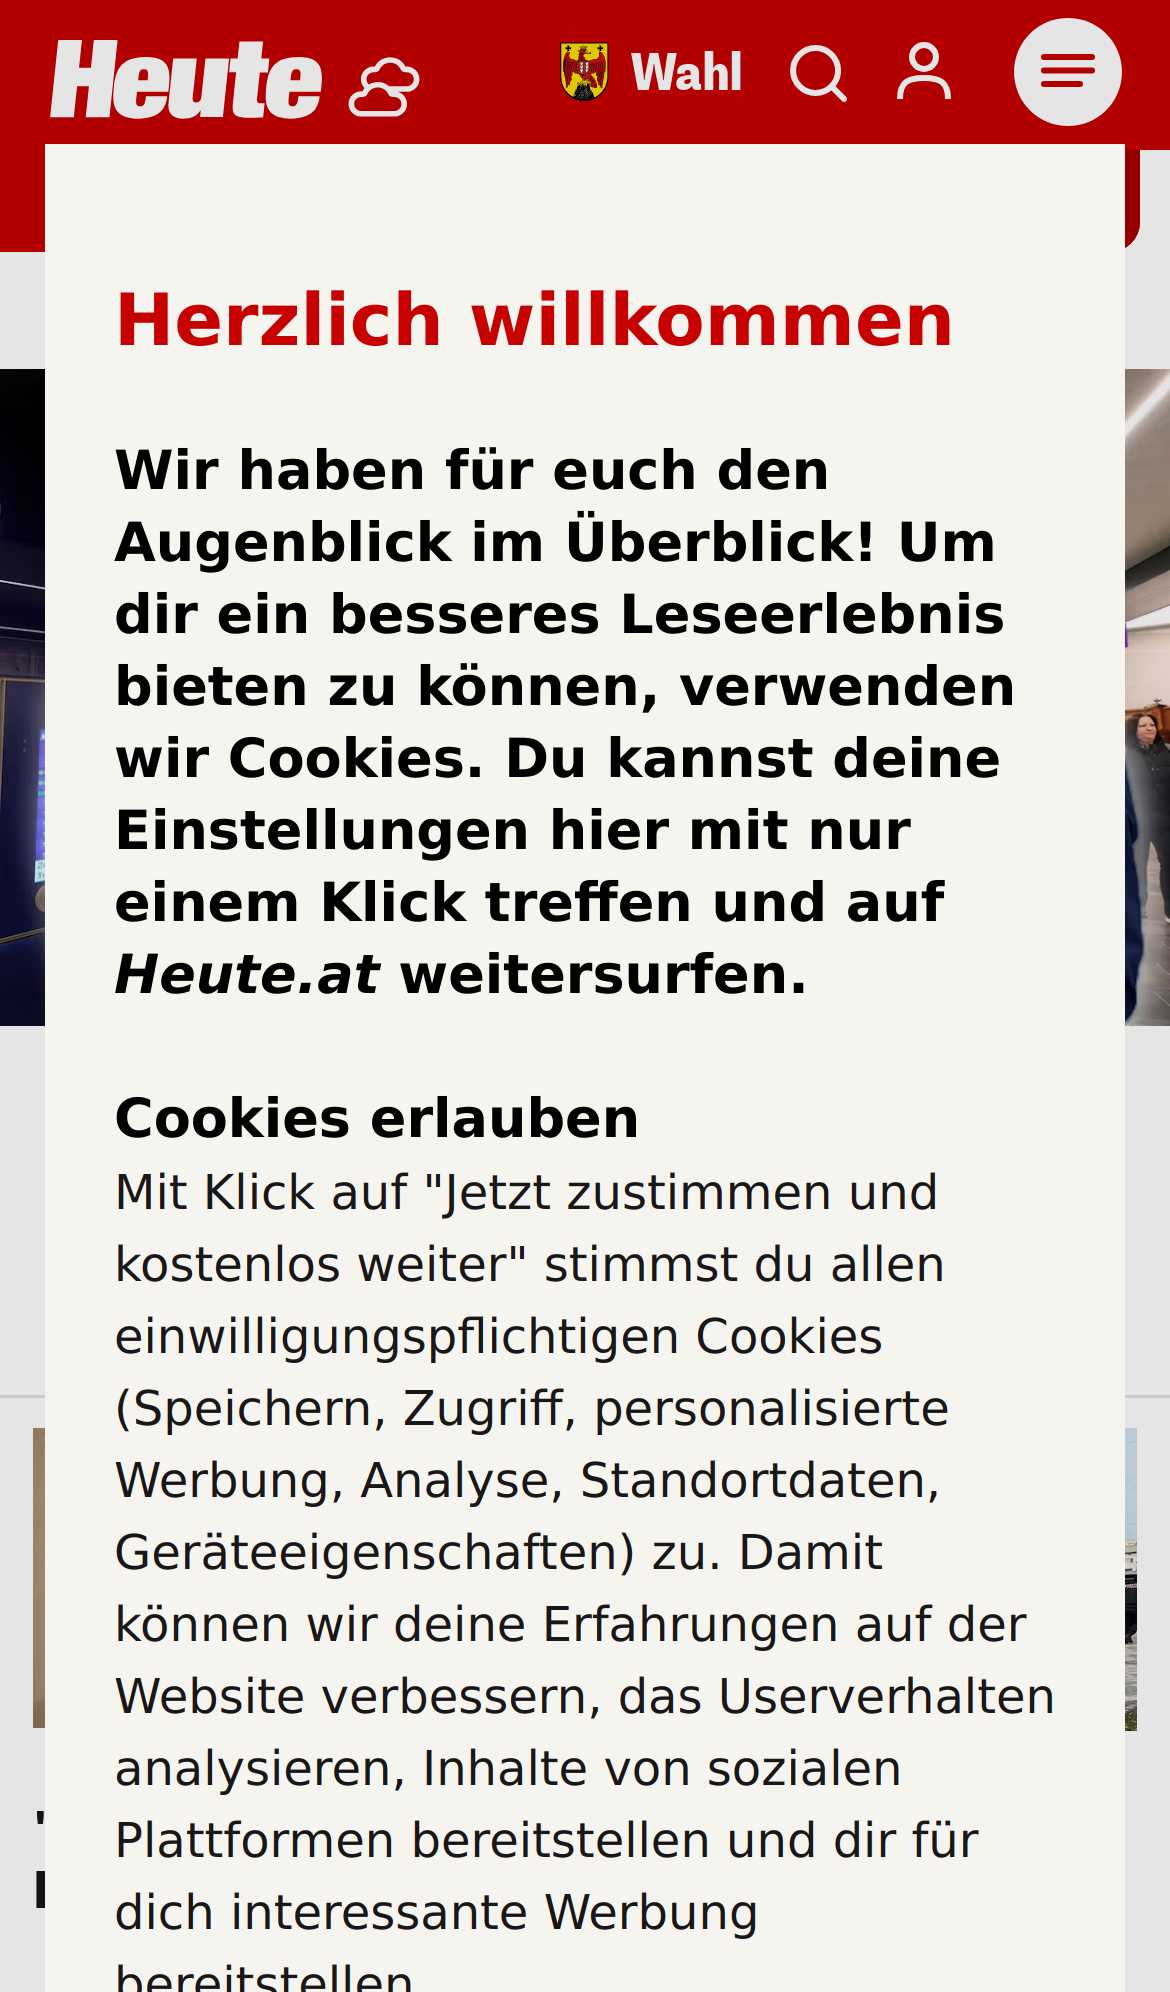 Heute
Wahl
Herzlich willkommen
Wir haben für euch den
Augenblick im Überblick! Um
dir ein besseres Leseerlebnis
bieten zu können, verwenden
wir Cookies. Du kannst deine
Einstellungen hier mit nur
einem Klick treffen und auf
Heute.at weitersurfen.
Cookies erlauben
Mit Klick auf "Jetzt zustimmen und
kostenlos weiter" stimmst du allen
einwilligungspflichtigen Cookies
(Speichern, Zugriff, personalisierte
Werbung, Analyse, Standortdaten,
Geräteeigenschaften) zu. Damit
können wir deine Erfahrungen auf der
Website verbessern, das Userverhalten
analysieren, Inhalte von sozialen
Plattformen bereitstellen und dir für
dich interessante Werbung
bereitstellen